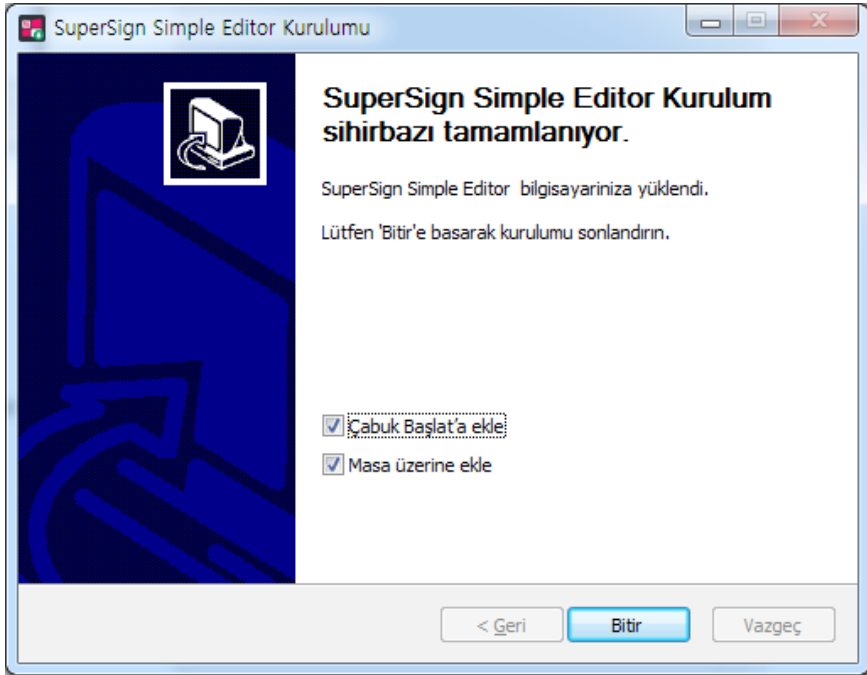 SuperSign Simple Editor Kurulumu
SuperSign Simple Editor Kurulum
sihirbazı tamamlanıyor.
SuperSign Simple Editor bilgisayariniza yüklendi.
Lütfen 'Bitir'e basarak kurulumu sonlandırın.
Çabuk Başlat’a ekle
Masa üzerine ekle
< Geri Bitir Vazgeç